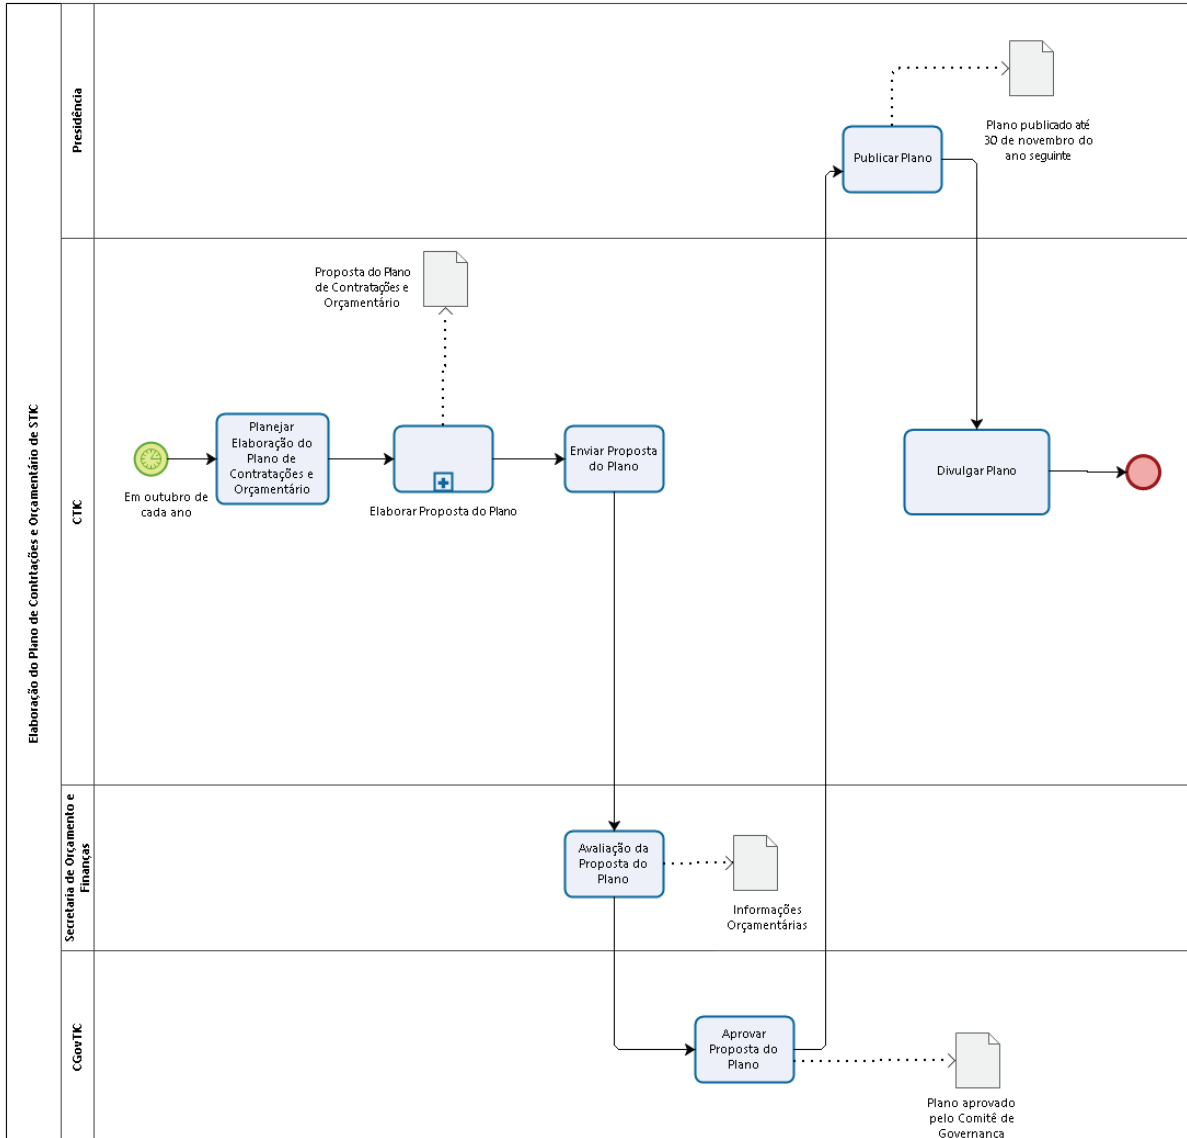 Elaboração do Plano de Contrtações e Orçamentário de STIC
Presidência
Publicar Plano
Plano publicado até
30 de novembro do
ano seguinte
CTIC
Proposta do Plano
de Contratações e
Orçamentário
Em outubro de
cada ano
Planejar
Elaboração do
Plano de
Contratações e
Orçamentário
Elaborar Proposta do Plano
Enviar Proposta
do Plano
Divulgar Plano
Secretaria de Orçamento e
Finanças
Avaliação da
Proposta do
Plano
Informações
Orçamentárias
CGovTIC
Aprovar
Proposta do
Plano
Plano aprovado
pelo Comitê de
Governança